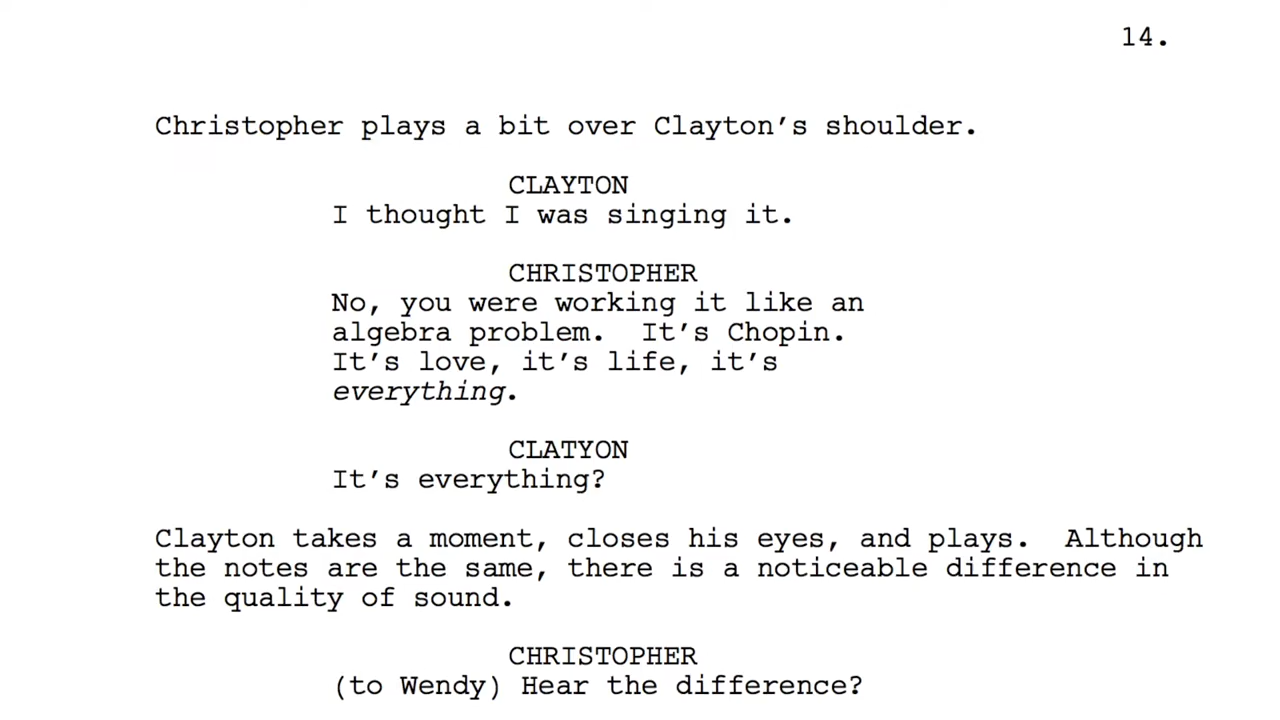 14.
Christopher plays a bit over Clayton’s shoulder.
CLAYTON
I thought I was singing it.
CHRISTOPHER
No, you were working it like an
algebra problem.  It’s Chopin.
It’s love, it’s life, it’s
everything.
CLATYON
It’s everything?
Clayton takes a moment, closes his eyes, and plays.  Although
the notes are the same, there is a noticeable difference in
the quality of sound.
CHRISTOPHER
(to Wendy) Hear the difference?